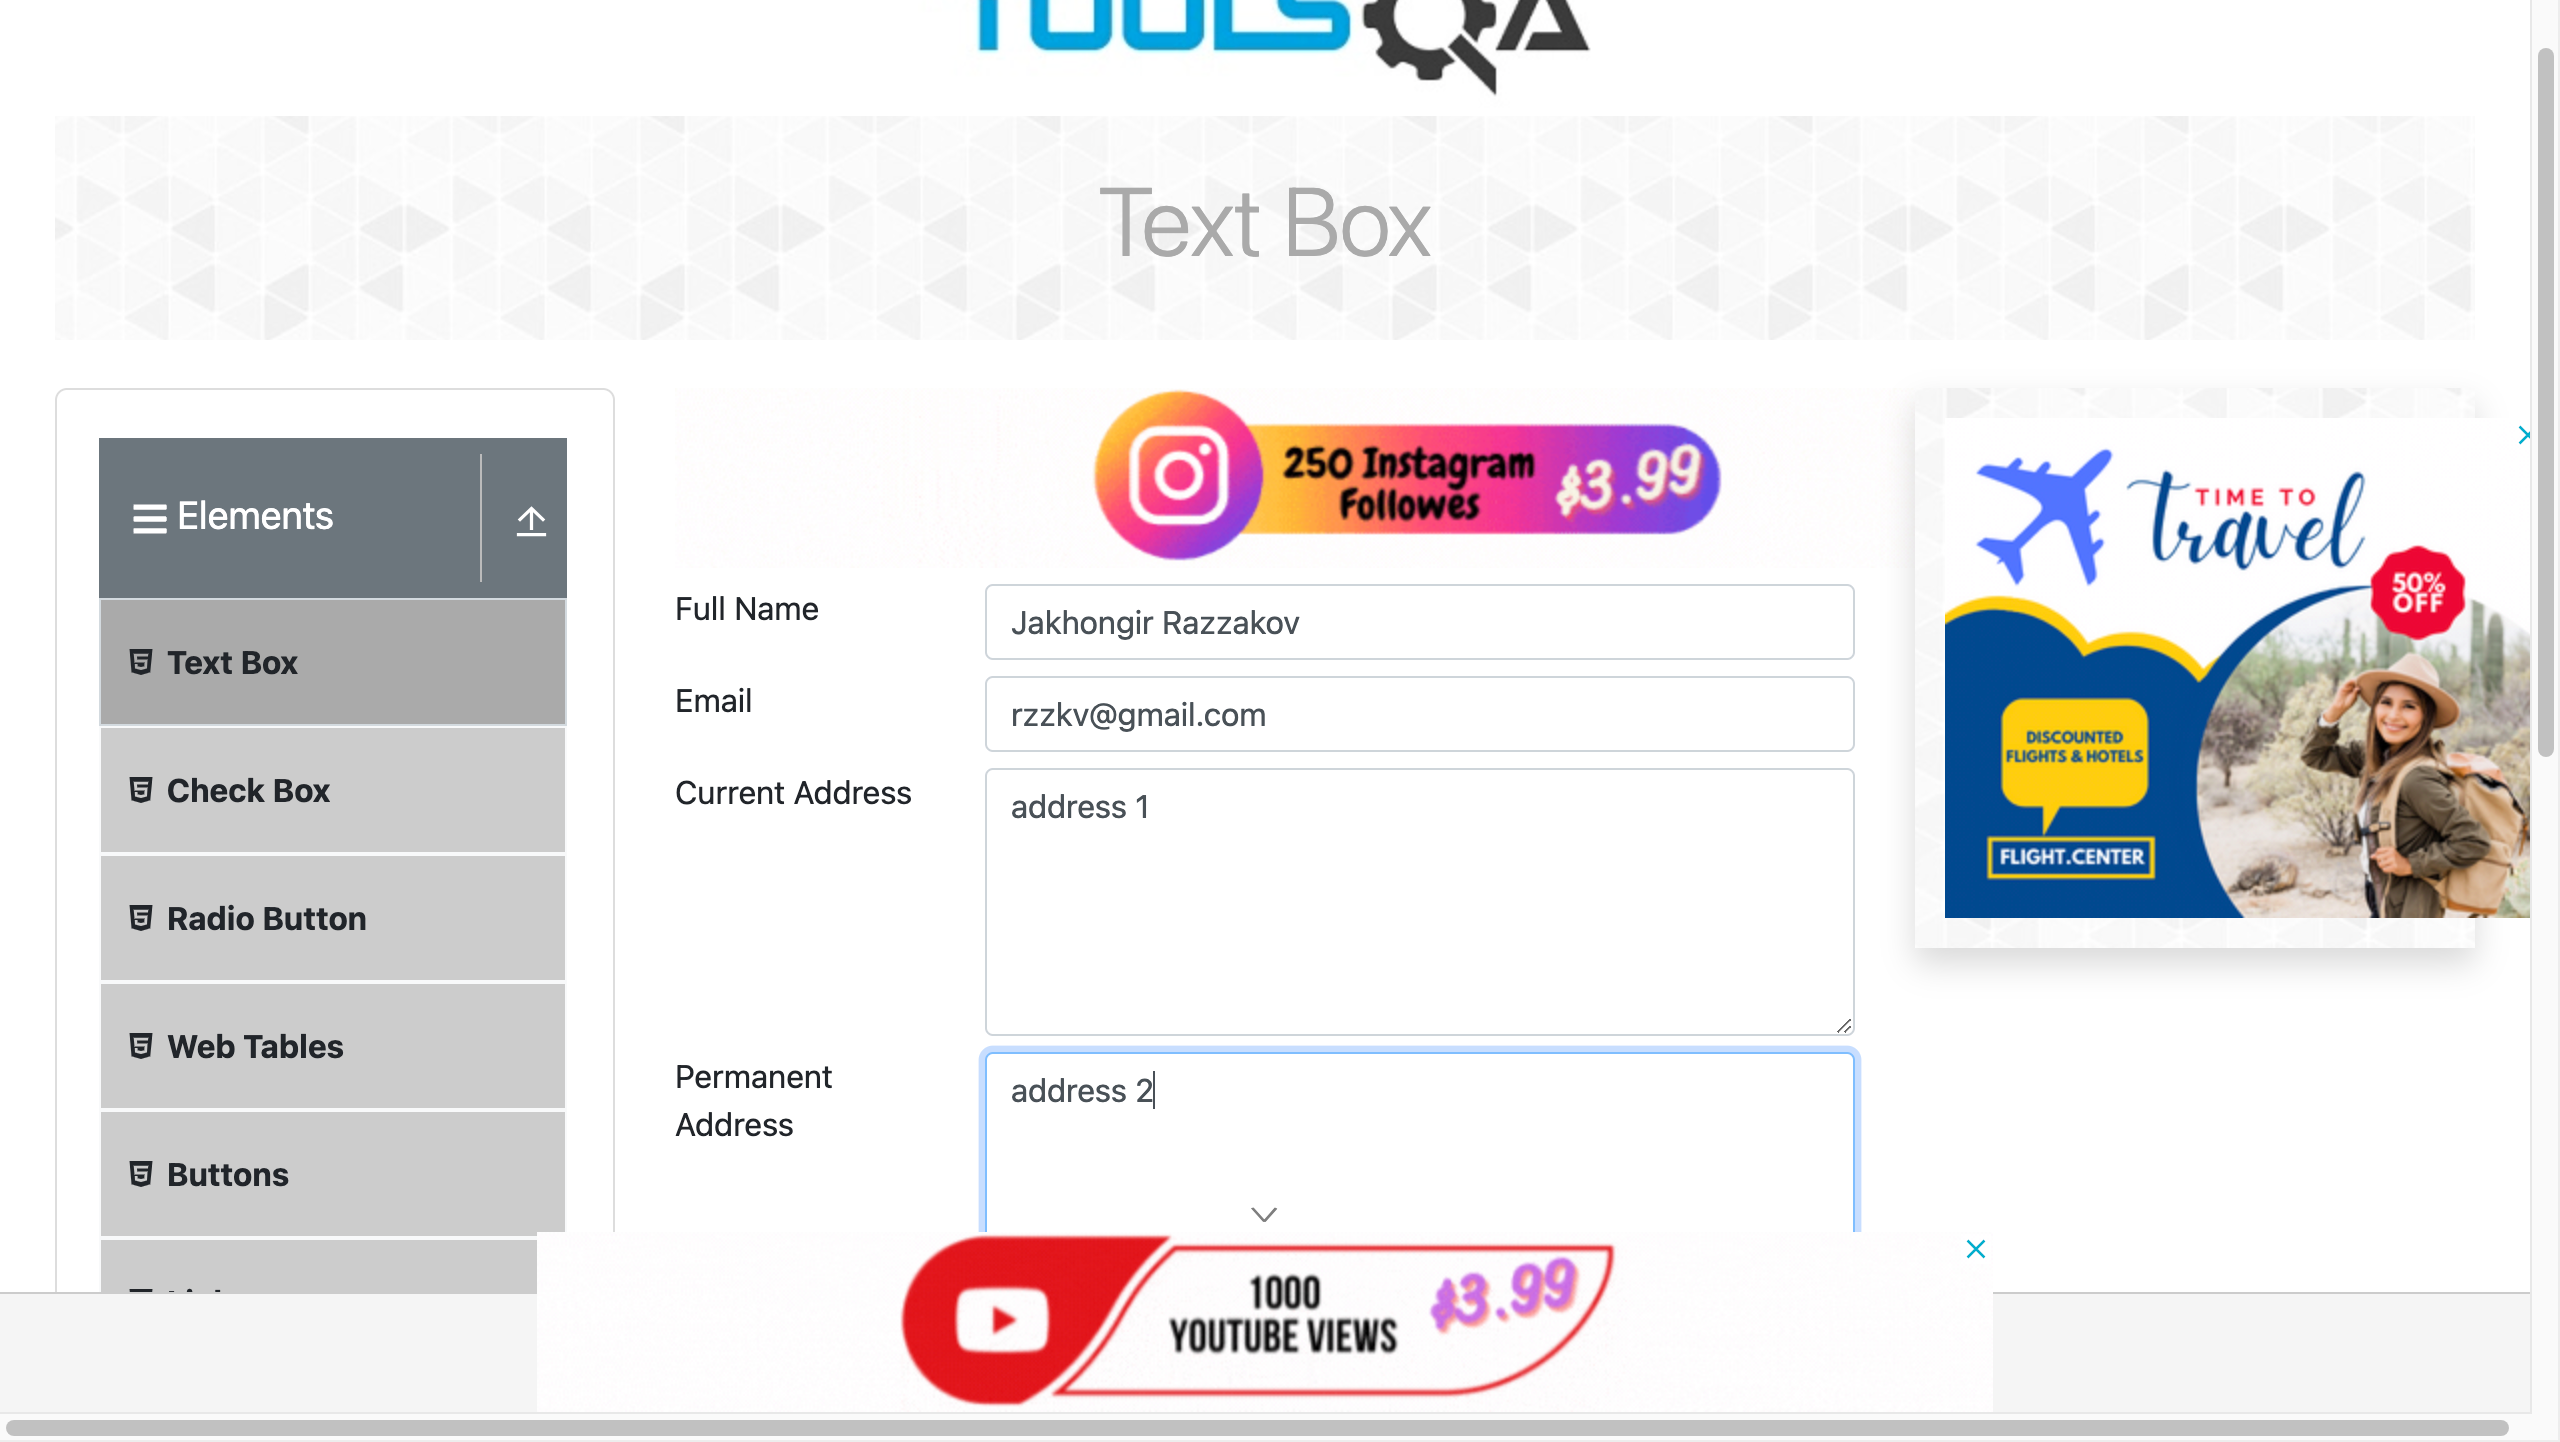 TOOLSQA
Text Box
Elements
Text Box
Check Box
Radio Button
Web Tables
Buttons
250 Instagram
Followes
$3.99
Full Name
Jakhongir Razzakov
Email
rzzkv@gmail.com
Current Address
address 1
Permanent
Address
address 2
TIME TO
travel
50%
OFF
DISCOUNTED
FLIGHTS & HOTELS
FLIGHT.CENTER
1000
YOUTUBE VIEWS
$3.99